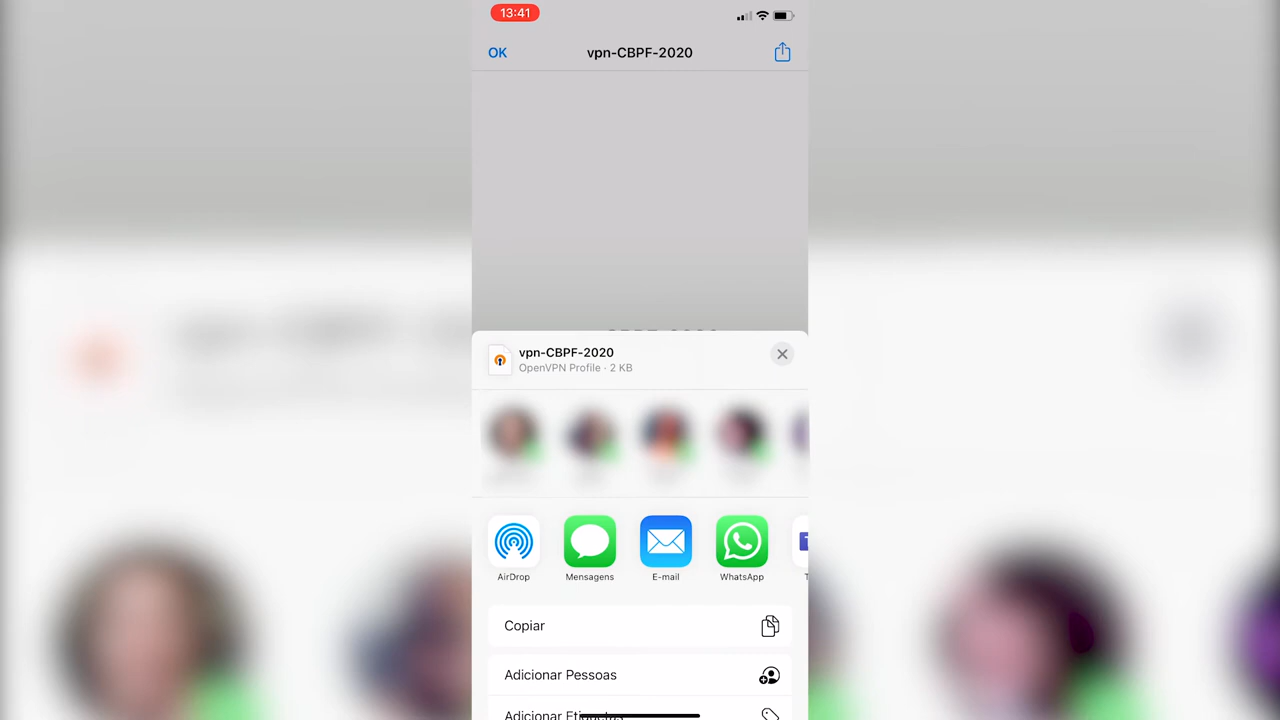 13:41
OK
vpn-CBPF-2020
vpn-CBPF-2020
OpenVPN Profile · 2 KB
AirDrop
Mensagens
E-mail
WhatsApp
Copiar
Adicionar Pessoas
Adicionar